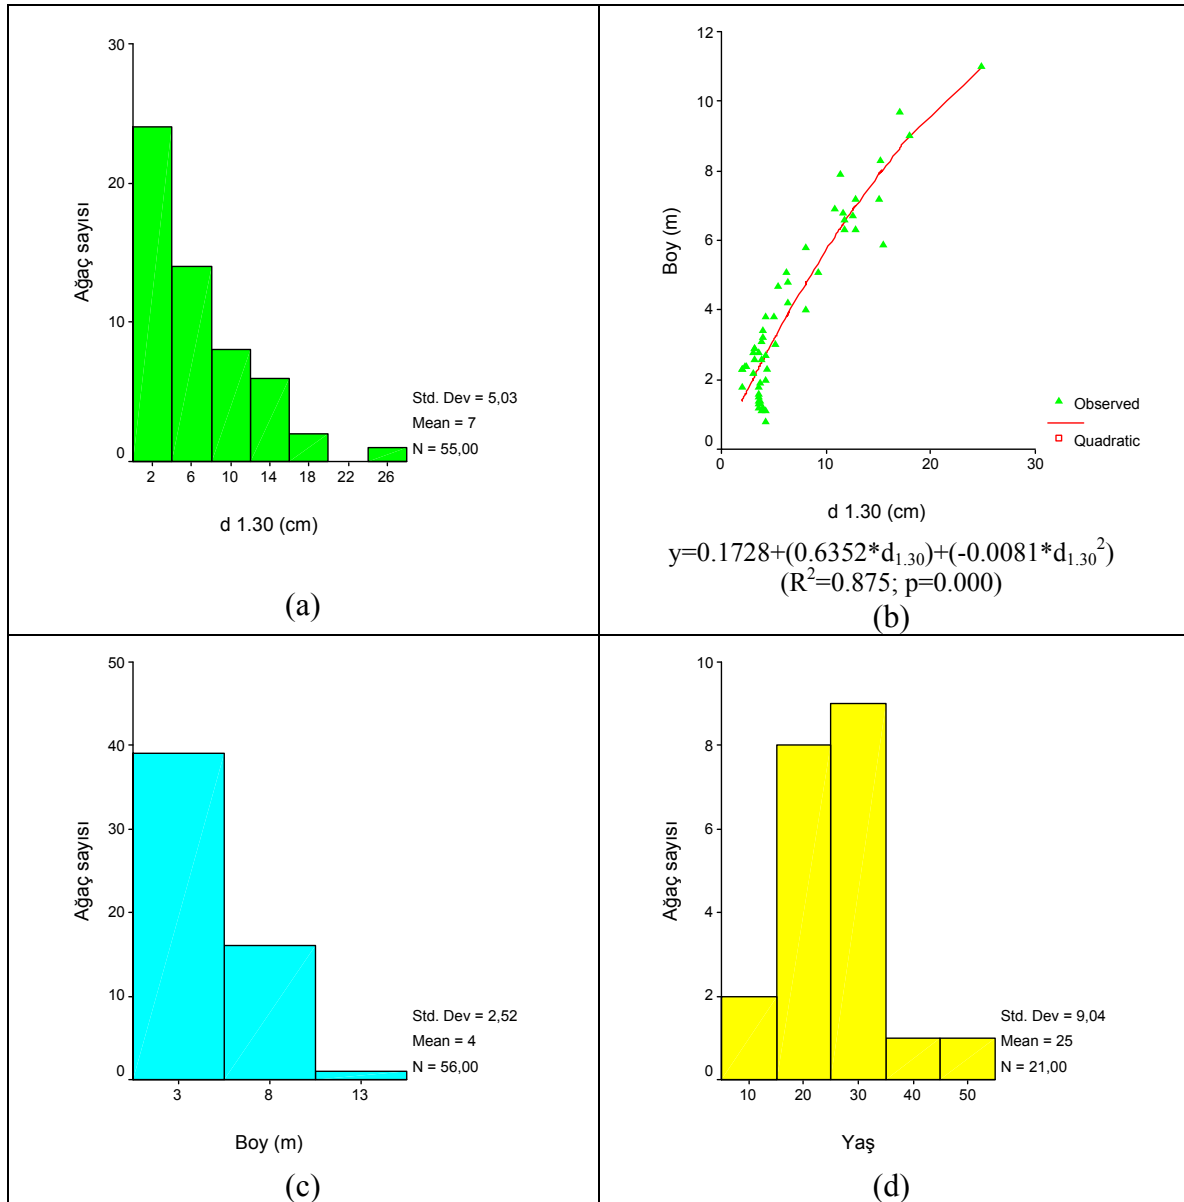 30
20
10
0
Ağaç sayısı
Std. Dev = 5,03
Mean = 7
N = 55,00
2 6 10 14 18 22 26
d 1.30 (cm)
(a)
12
10
8
6
4
2
0
Boy (m)
Observed
Quadratic
0 10 20 30
d 1.30 (cm)
y=0.1728+(0.6352*d1.30)+(-0.0081*d1.30²)
(R²=0.875; p=0.000)
(b)
50
40
30
20
10
0
Ağaç sayısı
Std. Dev = 2,52
Mean = 4
N = 56,00
3 8 13
Boy (m)
(c)
10
8
6
4
2
0
Ağaç sayısı
Std. Dev = 9,04
Mean = 25
N = 21,00
10 20 30 40 50
Yaş
(d)